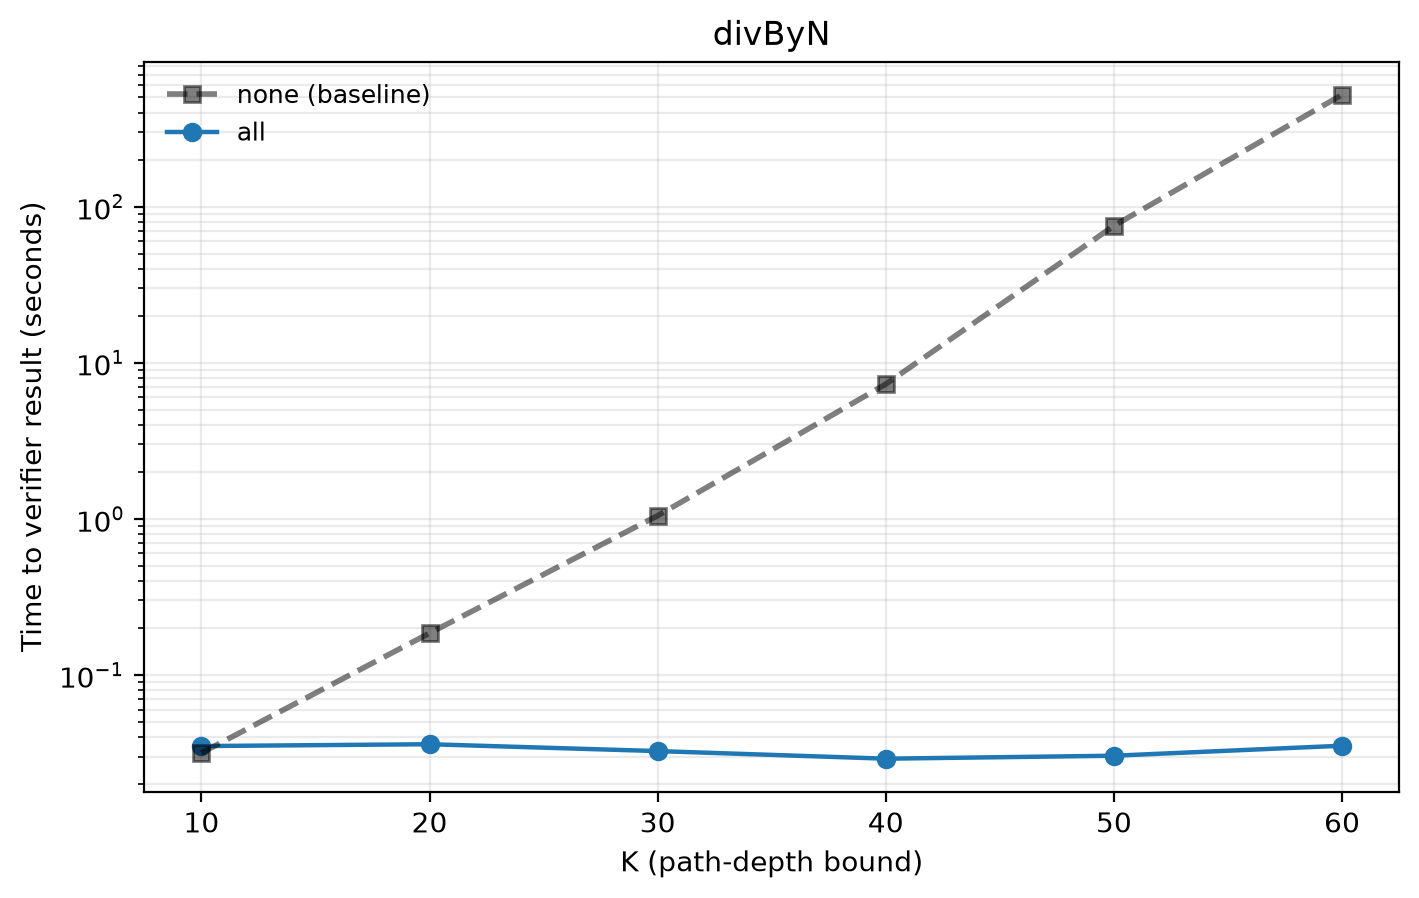 divByN
none (baseline)
all
Time to verifier result (seconds)
10²
10¹
10⁰
10⁻¹
10 20 30 40 50 60
K (path-depth bound)